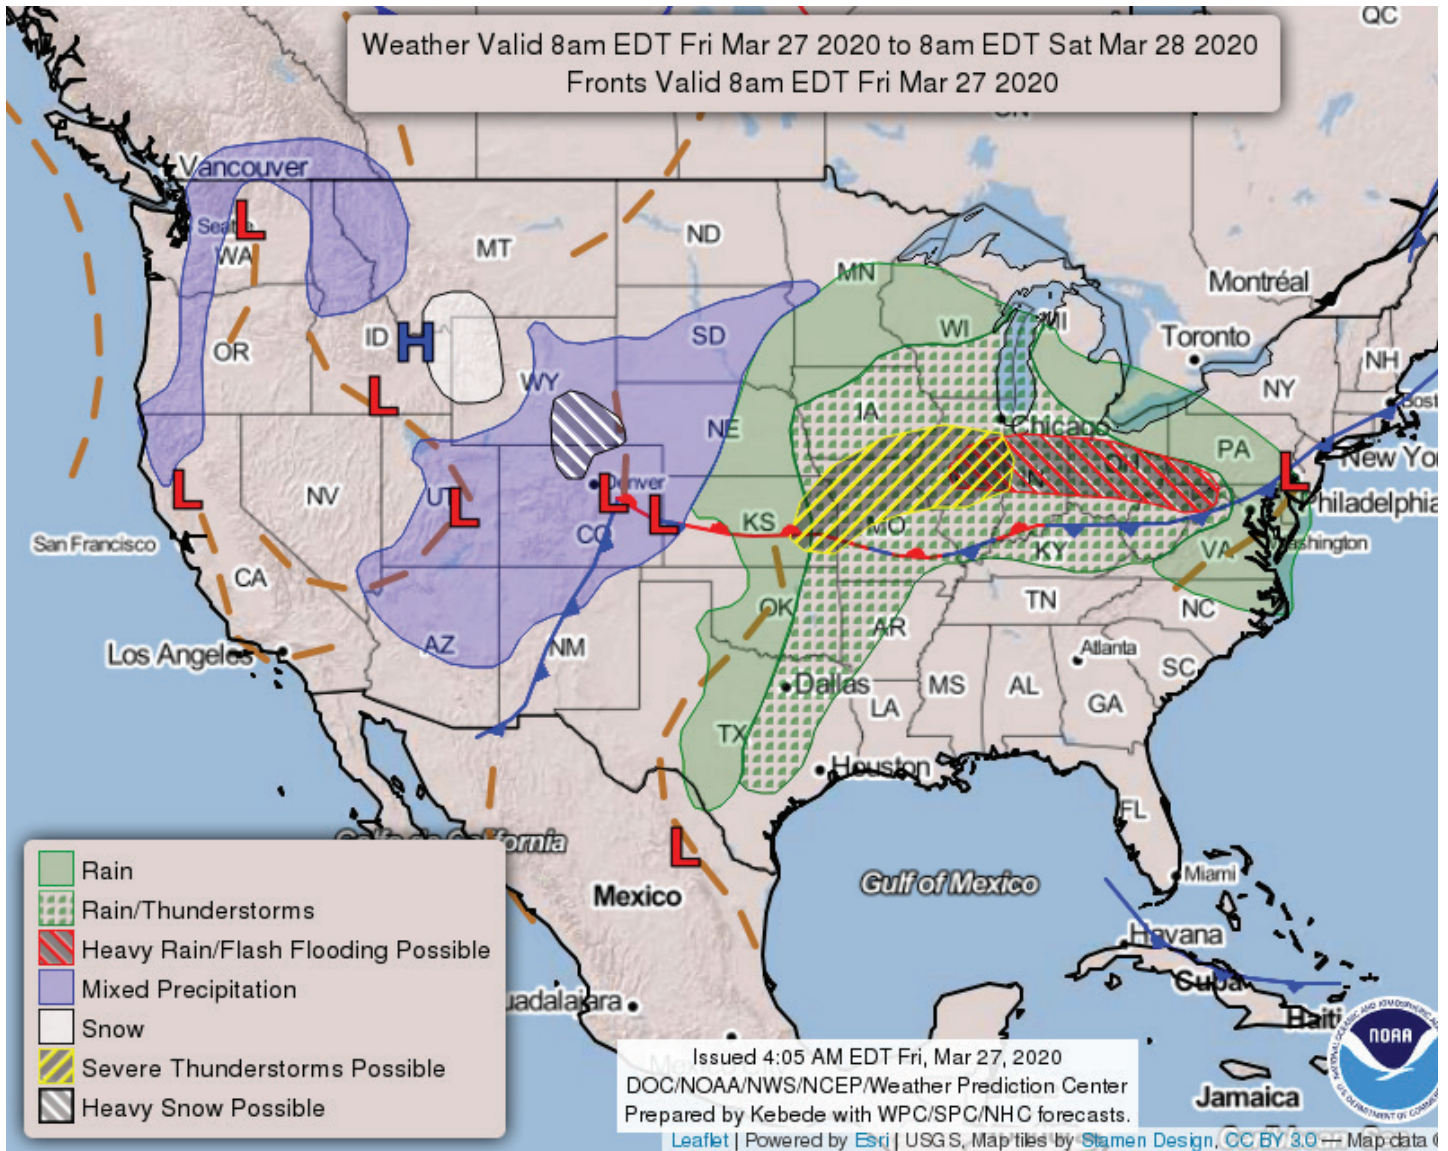 QC
Weather Valid 8am EDT Fri Mar 27 2020 to 8am EDT Sat Mar 28 2020
Fronts Valid 8am EDT Fri Mar 27 2020
Vancouver
L
WA
MT
ND
MN
Montréal
ID
H
OR
SD
WI
MI
Toronto
NH
WY
NY
L
IA
NE
Chicago
PA
L
NV
UT
L
Denver
L
L
L
OH
New Yo
Philadelphia
San Francisco
CO
KS
MO
KY
VA
CA
OK
TN
NC
Los Angeles
AZ
NM
AR
Atlanta
SC
Dallas
MS
AL
GA
LA
TX
Houston
FL
L
Miami
Mexico
Gulf of Mexico
Havana
Cuba
Haiti
Jamaica
Rain
Rain/Thunderstorms
Heavy Rain/Flash Flooding Possible
Mixed Precipitation
Snow
Severe Thunderstorms Possible
Heavy Snow Possible
uadalajara
NOAA
Issued 4:05 AM EDT Fri, Mar 27, 2020
DOC/NOAA/NWS/NCEP/Weather Prediction Center
Prepared by Kebede with WPC/SPC/NHC forecasts.
Leaflet | Powered by Esri | USGS, Map tiles by Stamen Design, CC BY 3.0 — Map data ©